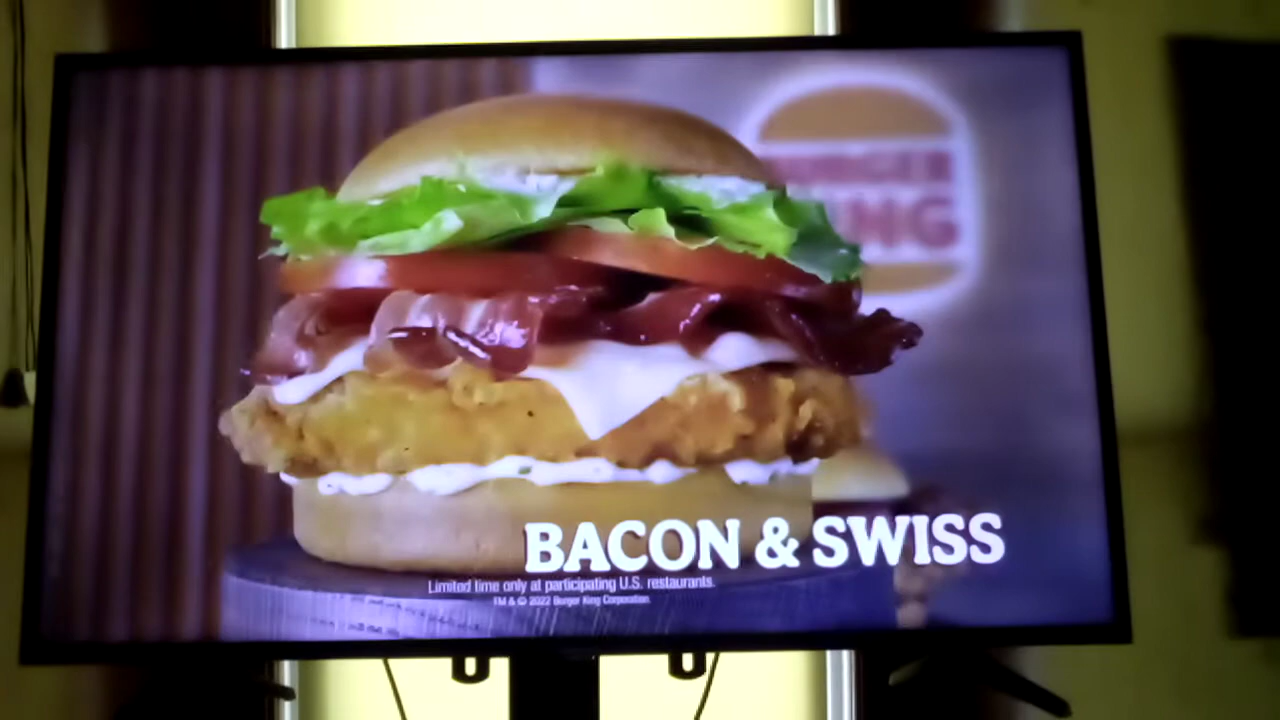 BURGER
KING
BACON & SWISS
Limited time only at participating U.S. restaurants.
TM & © 2022 Burger King Corporation.